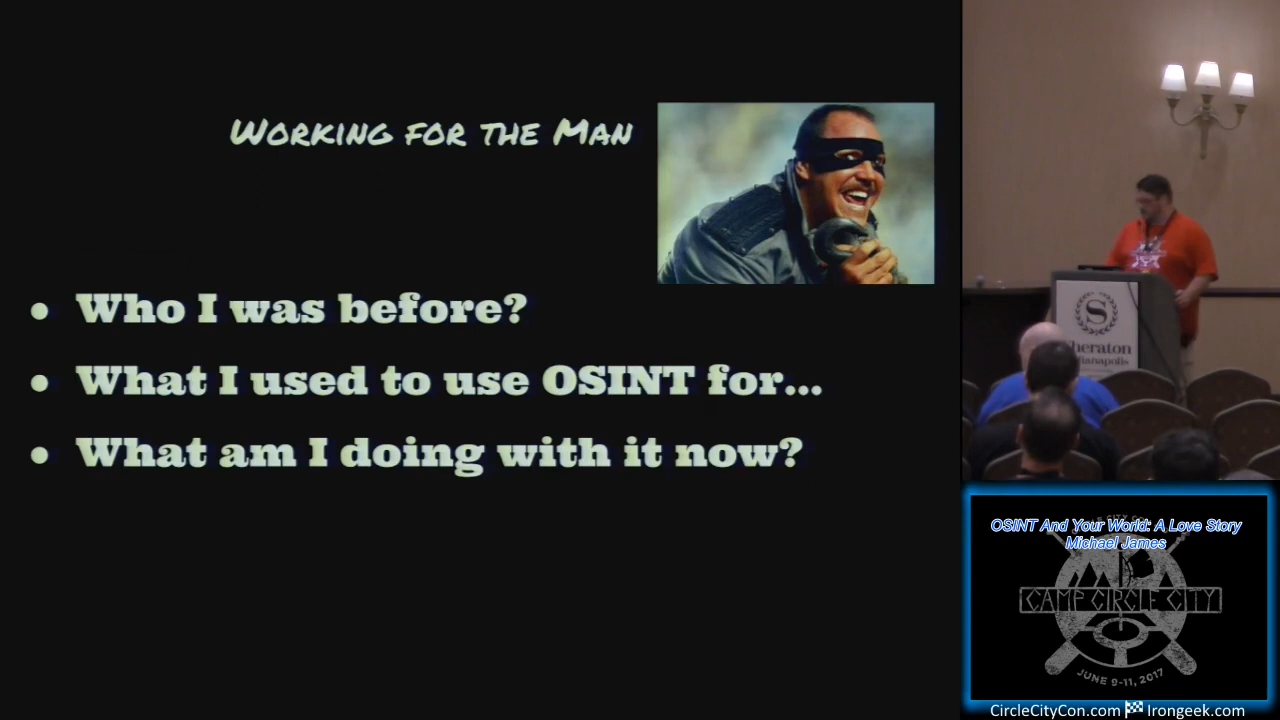 Working for the Man
• Who I was before?
• What I used to use OSINT for...
• What am I doing with it now?
S
Sheraton
OSINT And Your World: A Love Story
Michael James
CAMP CIRCLE CITY
JUNE 9-11, 2017
CircleCityCon.com Irongeek.com